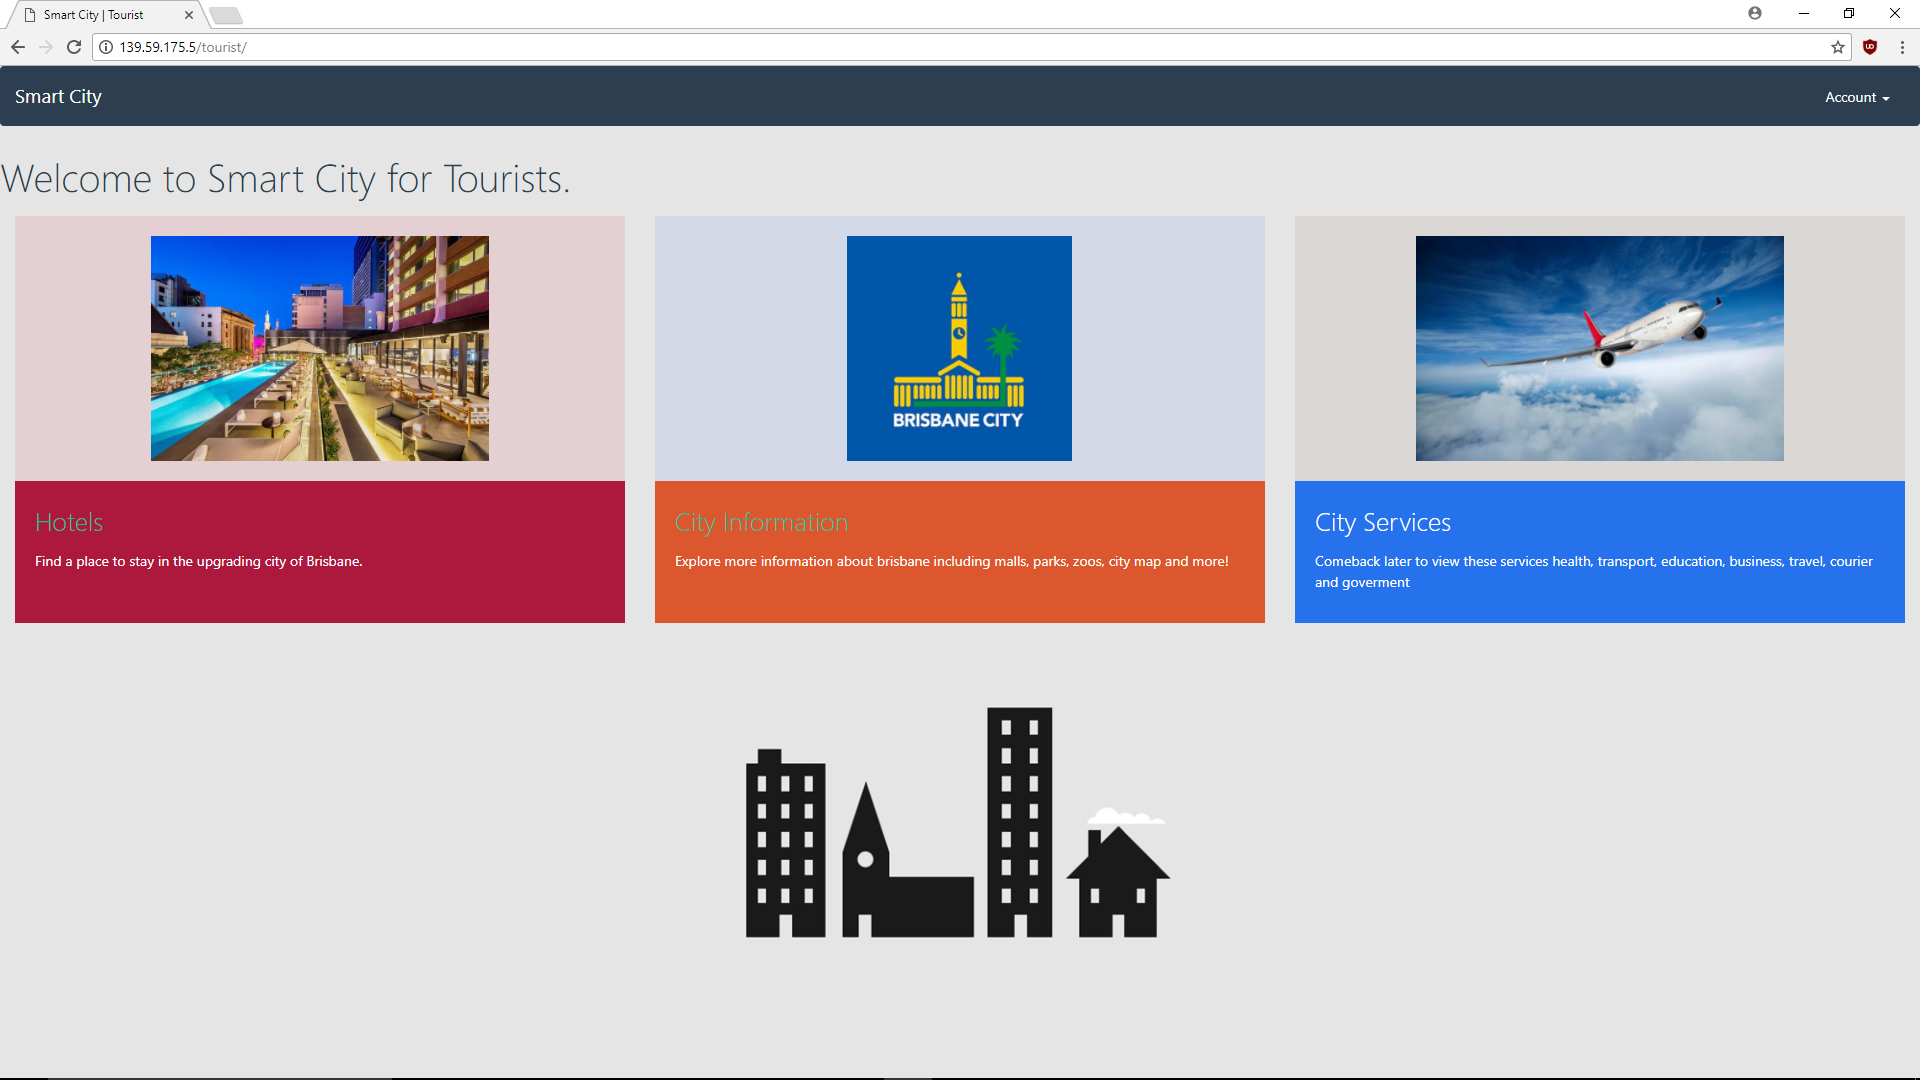 Smart City | Tourist
139.59.175.5/tourist/
Smart City
Account
Welcome to Smart City for Tourists.
BRISBANE CITY
Hotels
Find a place to stay in the upgrading city of Brisbane.
City Information
Explore more information about brisbane including malls, parks, zoos, city map and more!
City Services
Comeback later to view these services health, transport, education, business, travel, courier
and goverment